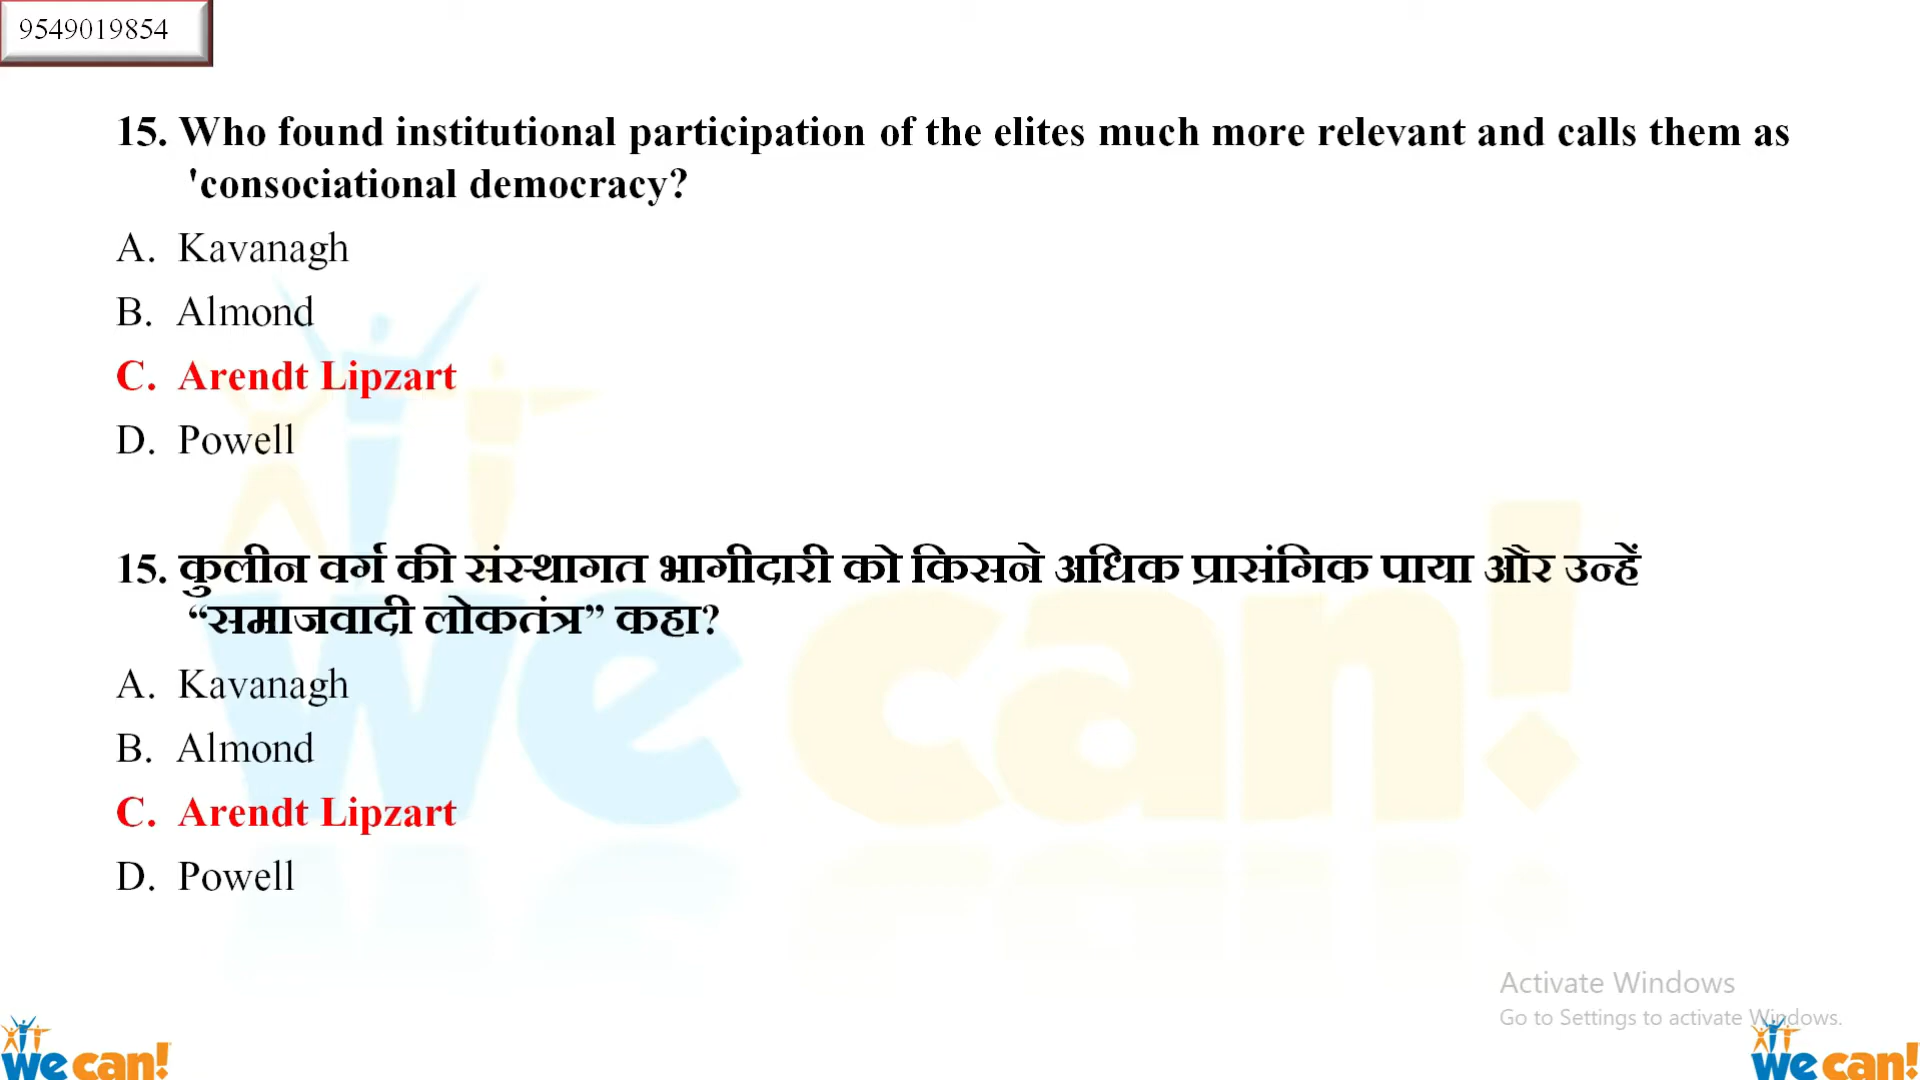 9549019854
15. Who found institutional participation of the elites much more relevant and calls them as
'consociational democracy?
A. Kavanagh
B. Almond
C. Arendt Lipzart
D. Powell
15. कुलीन वर्ग की संस्थागत भागीदारी को किसने अधिक प्रासंगिक पाया और उन्हें
“समाजवादी लोकतंत्र” कहा?
A. Kavanagh
B. Almond
C. Arendt Lipzart
D. Powell
we can!
Activate Windows
Go to Settings to activate Windows.
we can!
we can!